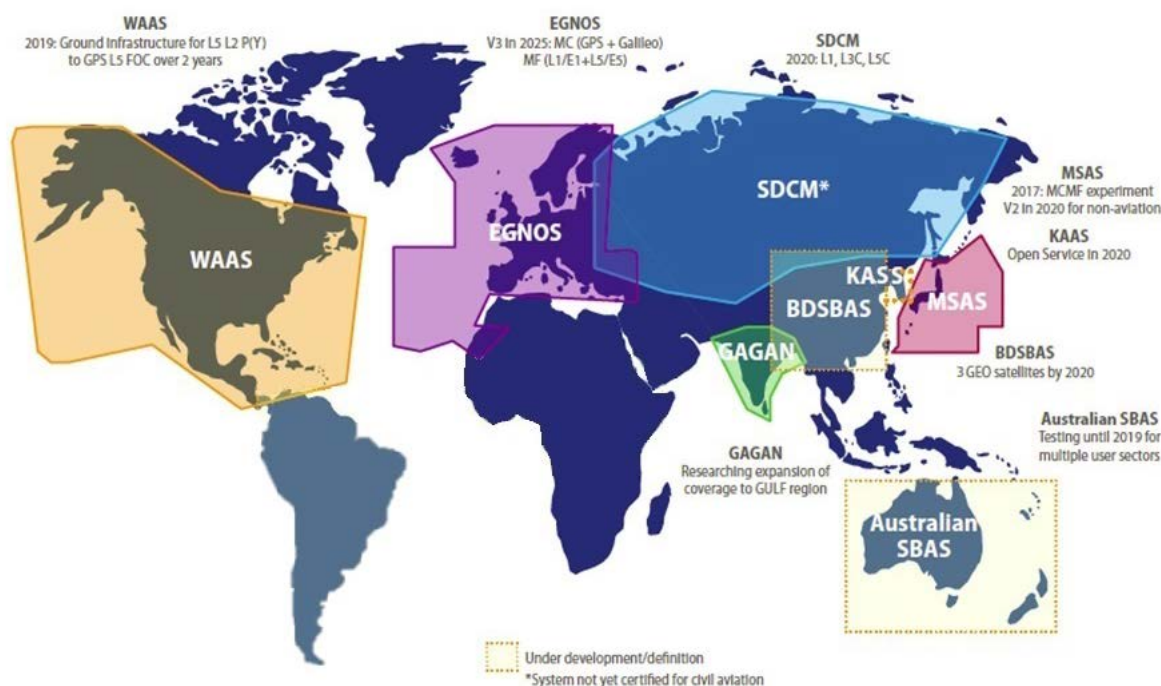 WAAS
2019: Ground Infrastructure for L5 L2 P(Y)
to GPS L5 FOC over 2 years
EGNOS
V3 in 2025: MC (GPS + Galileo)
MF (L1/E1+L5/E5)
SDCM
2020: L1, L3C, L5C
MSAS
2017: MCMF experiment
V2 in 2020 for non-aviation
KAAS
Open Service in 2020
BDSBAS
3 GEO satellites by 2020
Australian SBAS
Testing until 2019 for
multiple user sectors
GAGAN
Researching expansion of
coverage to GULF region
WAAS
EGNOS
SDCM*
KASS
BDSBAS
MSAS
GAGAN
Australian
SBAS
Under development/definition
*System not yet certified for civil aviation